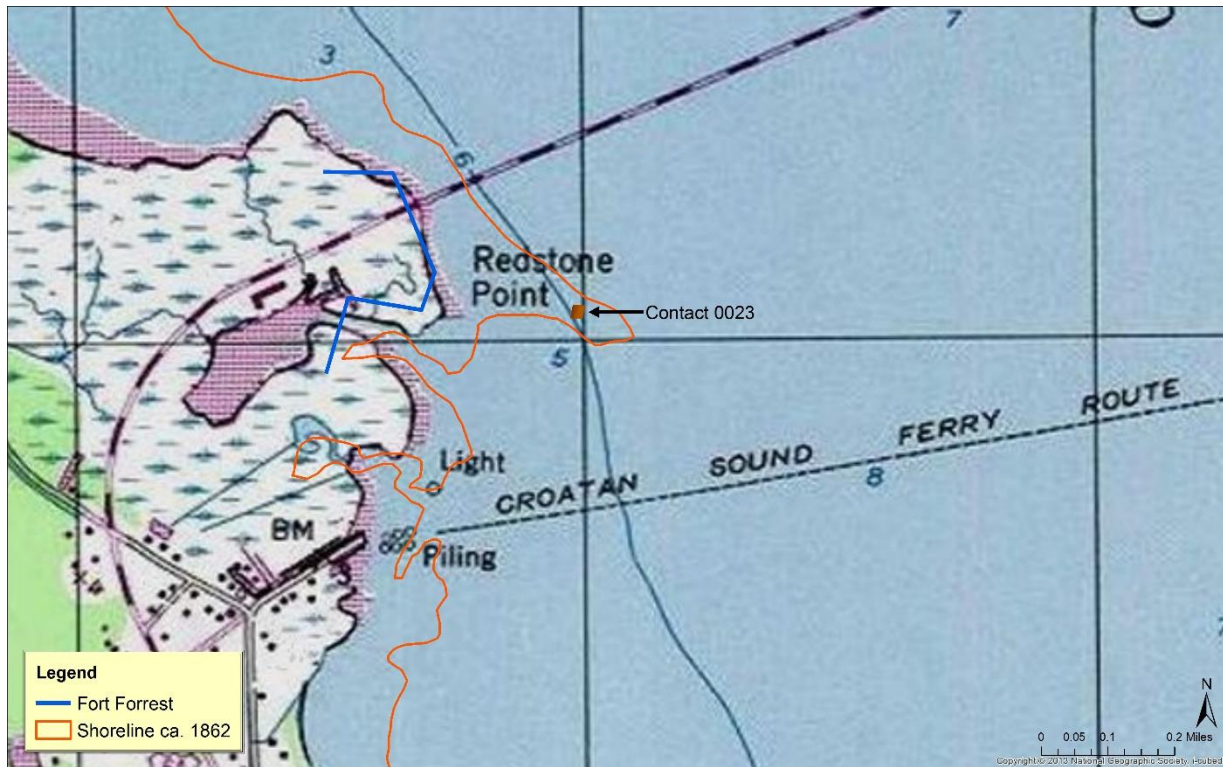 3
7
6
Redstone
Point
Contact 0023
5
CROATAN SOUND FERRY ROUTE
Light
8
BM
Piling
Legend
Fort Forrest
Shoreline ca. 1862
N
0 0.05 0.1 0.2 Miles
Copyright:© 2013 National Geographic Society, i-cubed